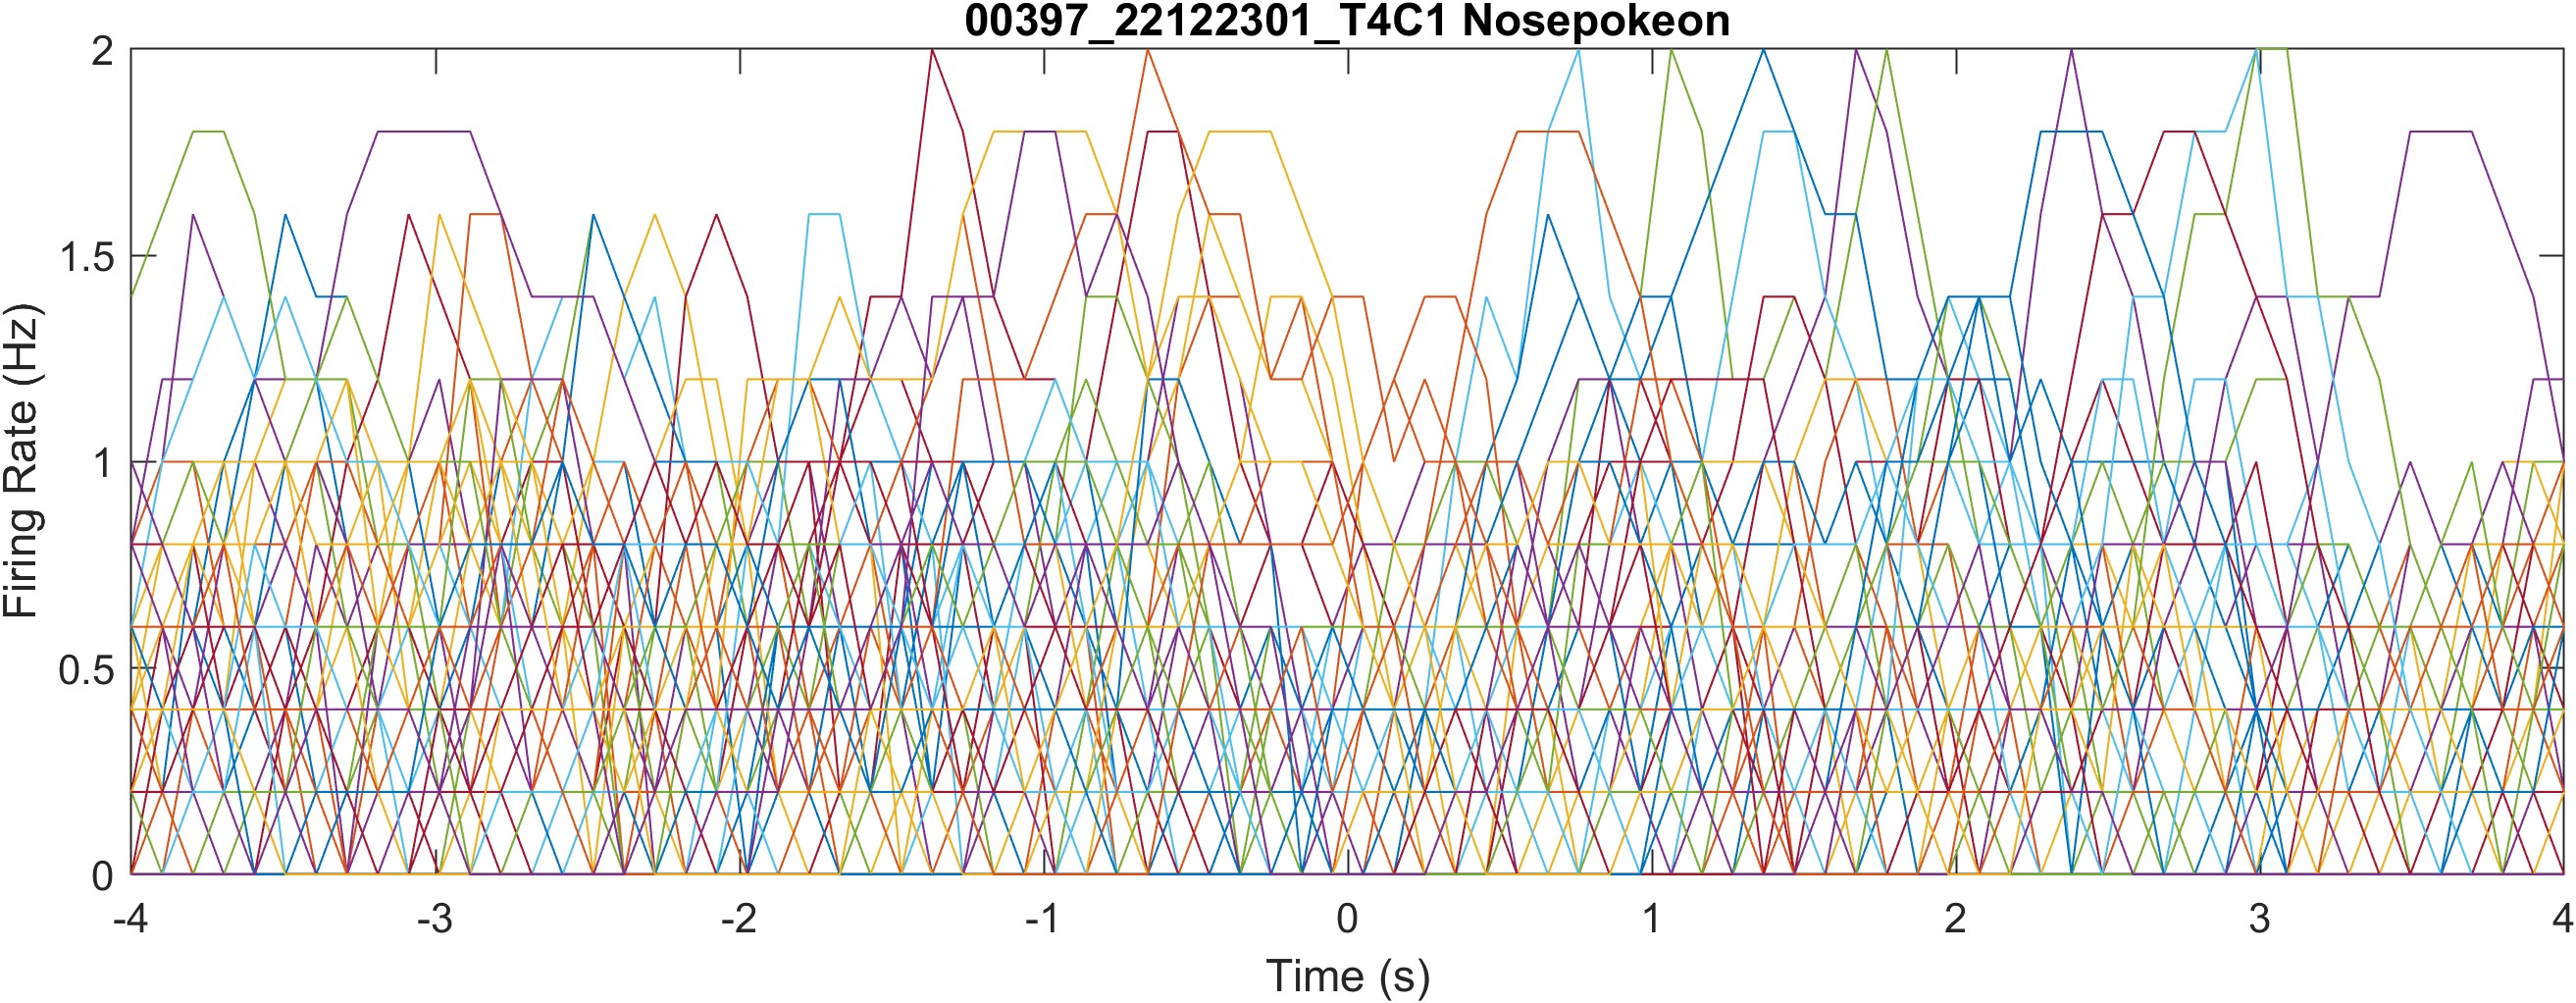 00397_22122301_T4C1 Nosepokeon
2
1.5
1
0.5
0
Firing Rate (Hz)
-4 -3 -2 -1 0 1 2 3 4
Time (s)